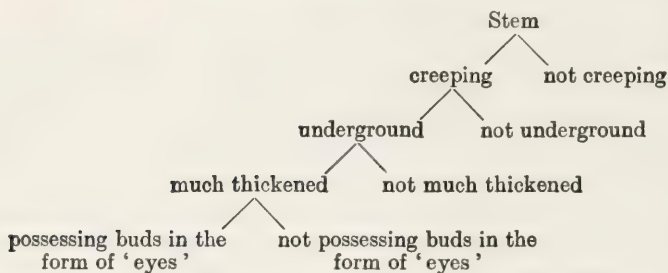 Stem
creeping not creeping
underground not underground
much thickened not much thickened
possessing buds in the not possessing buds in the
form of ‘eyes’ form of ‘eyes’